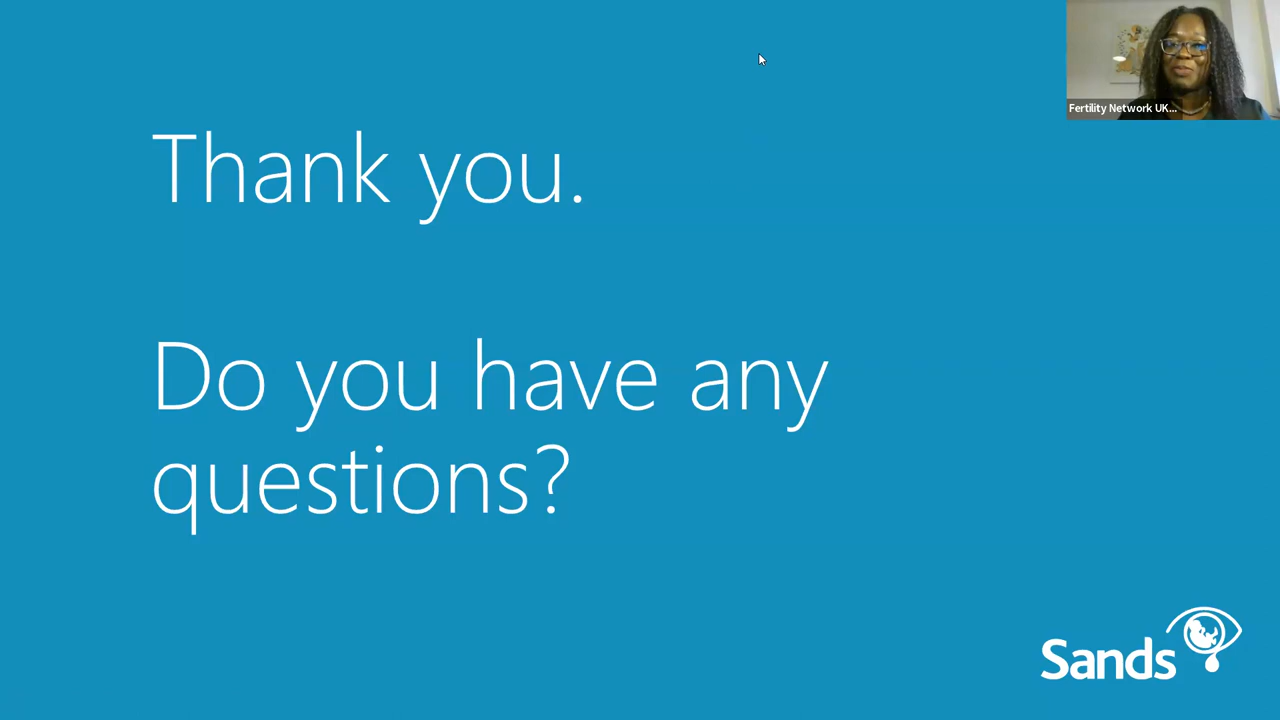 Fertility Network UK...
Thank you.
Do you have any
questions?
Sands